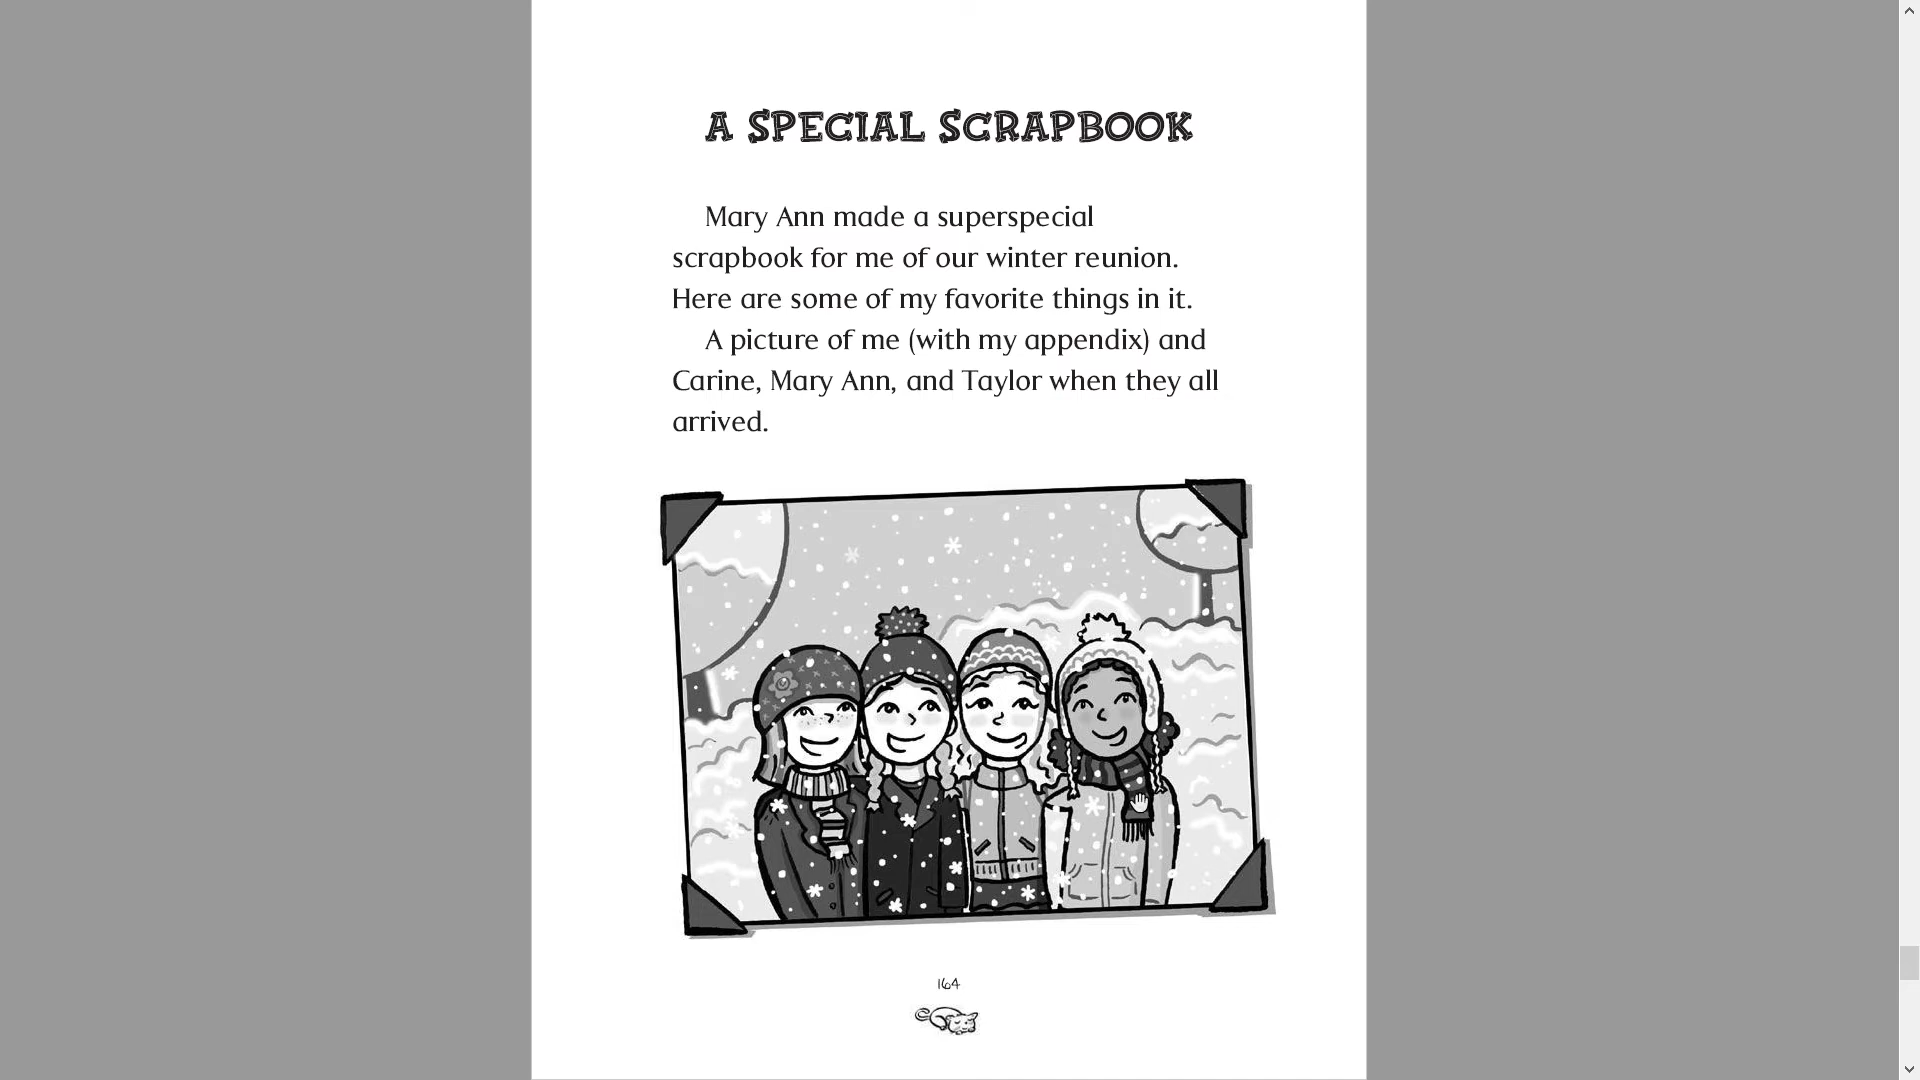 A SPECIAL SCRAPBOOK
Mary Ann made a superspecial
scrapbook for me of our winter reunion.
Here are some of my favorite things in it.
A picture of me (with my appendix) and
Carine, Mary Ann, and Taylor when they all
arrived.
164